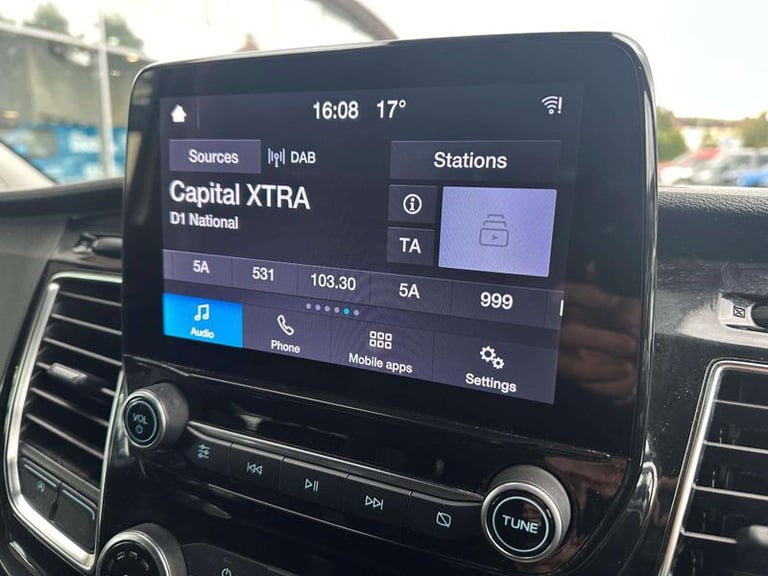 16:08 17°
Sources DAB Stations
Capital XTRA
D1 National
TA
5A 531 103.30 5A 999
Audio Phone Mobile apps Settings
VOL
TUNE